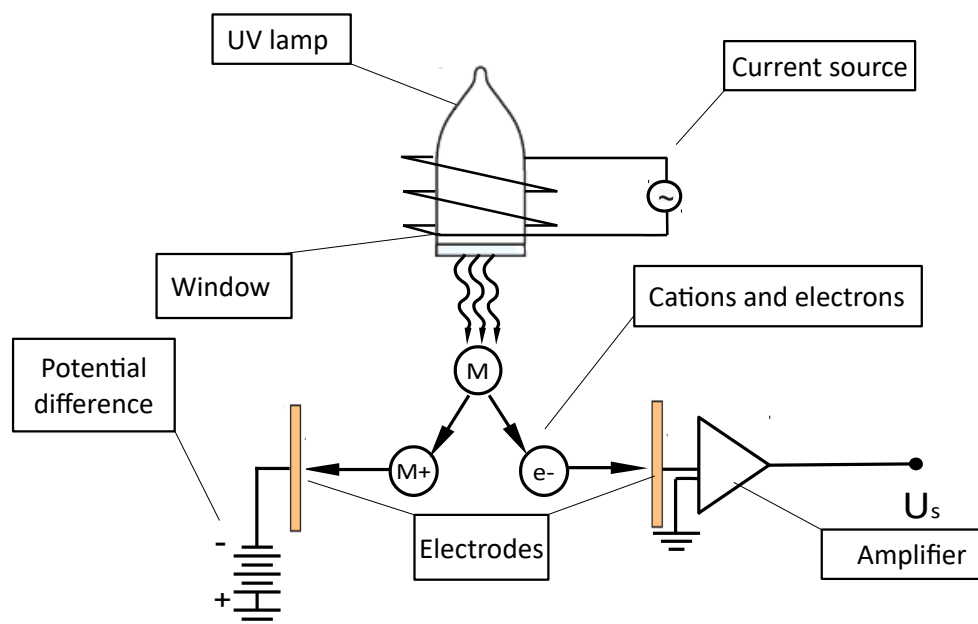 UV lamp
Current source
~
Window
Cations and electrons
Potential
difference
M
M+
e-
-
+
Electrodes
Us
Amplifier